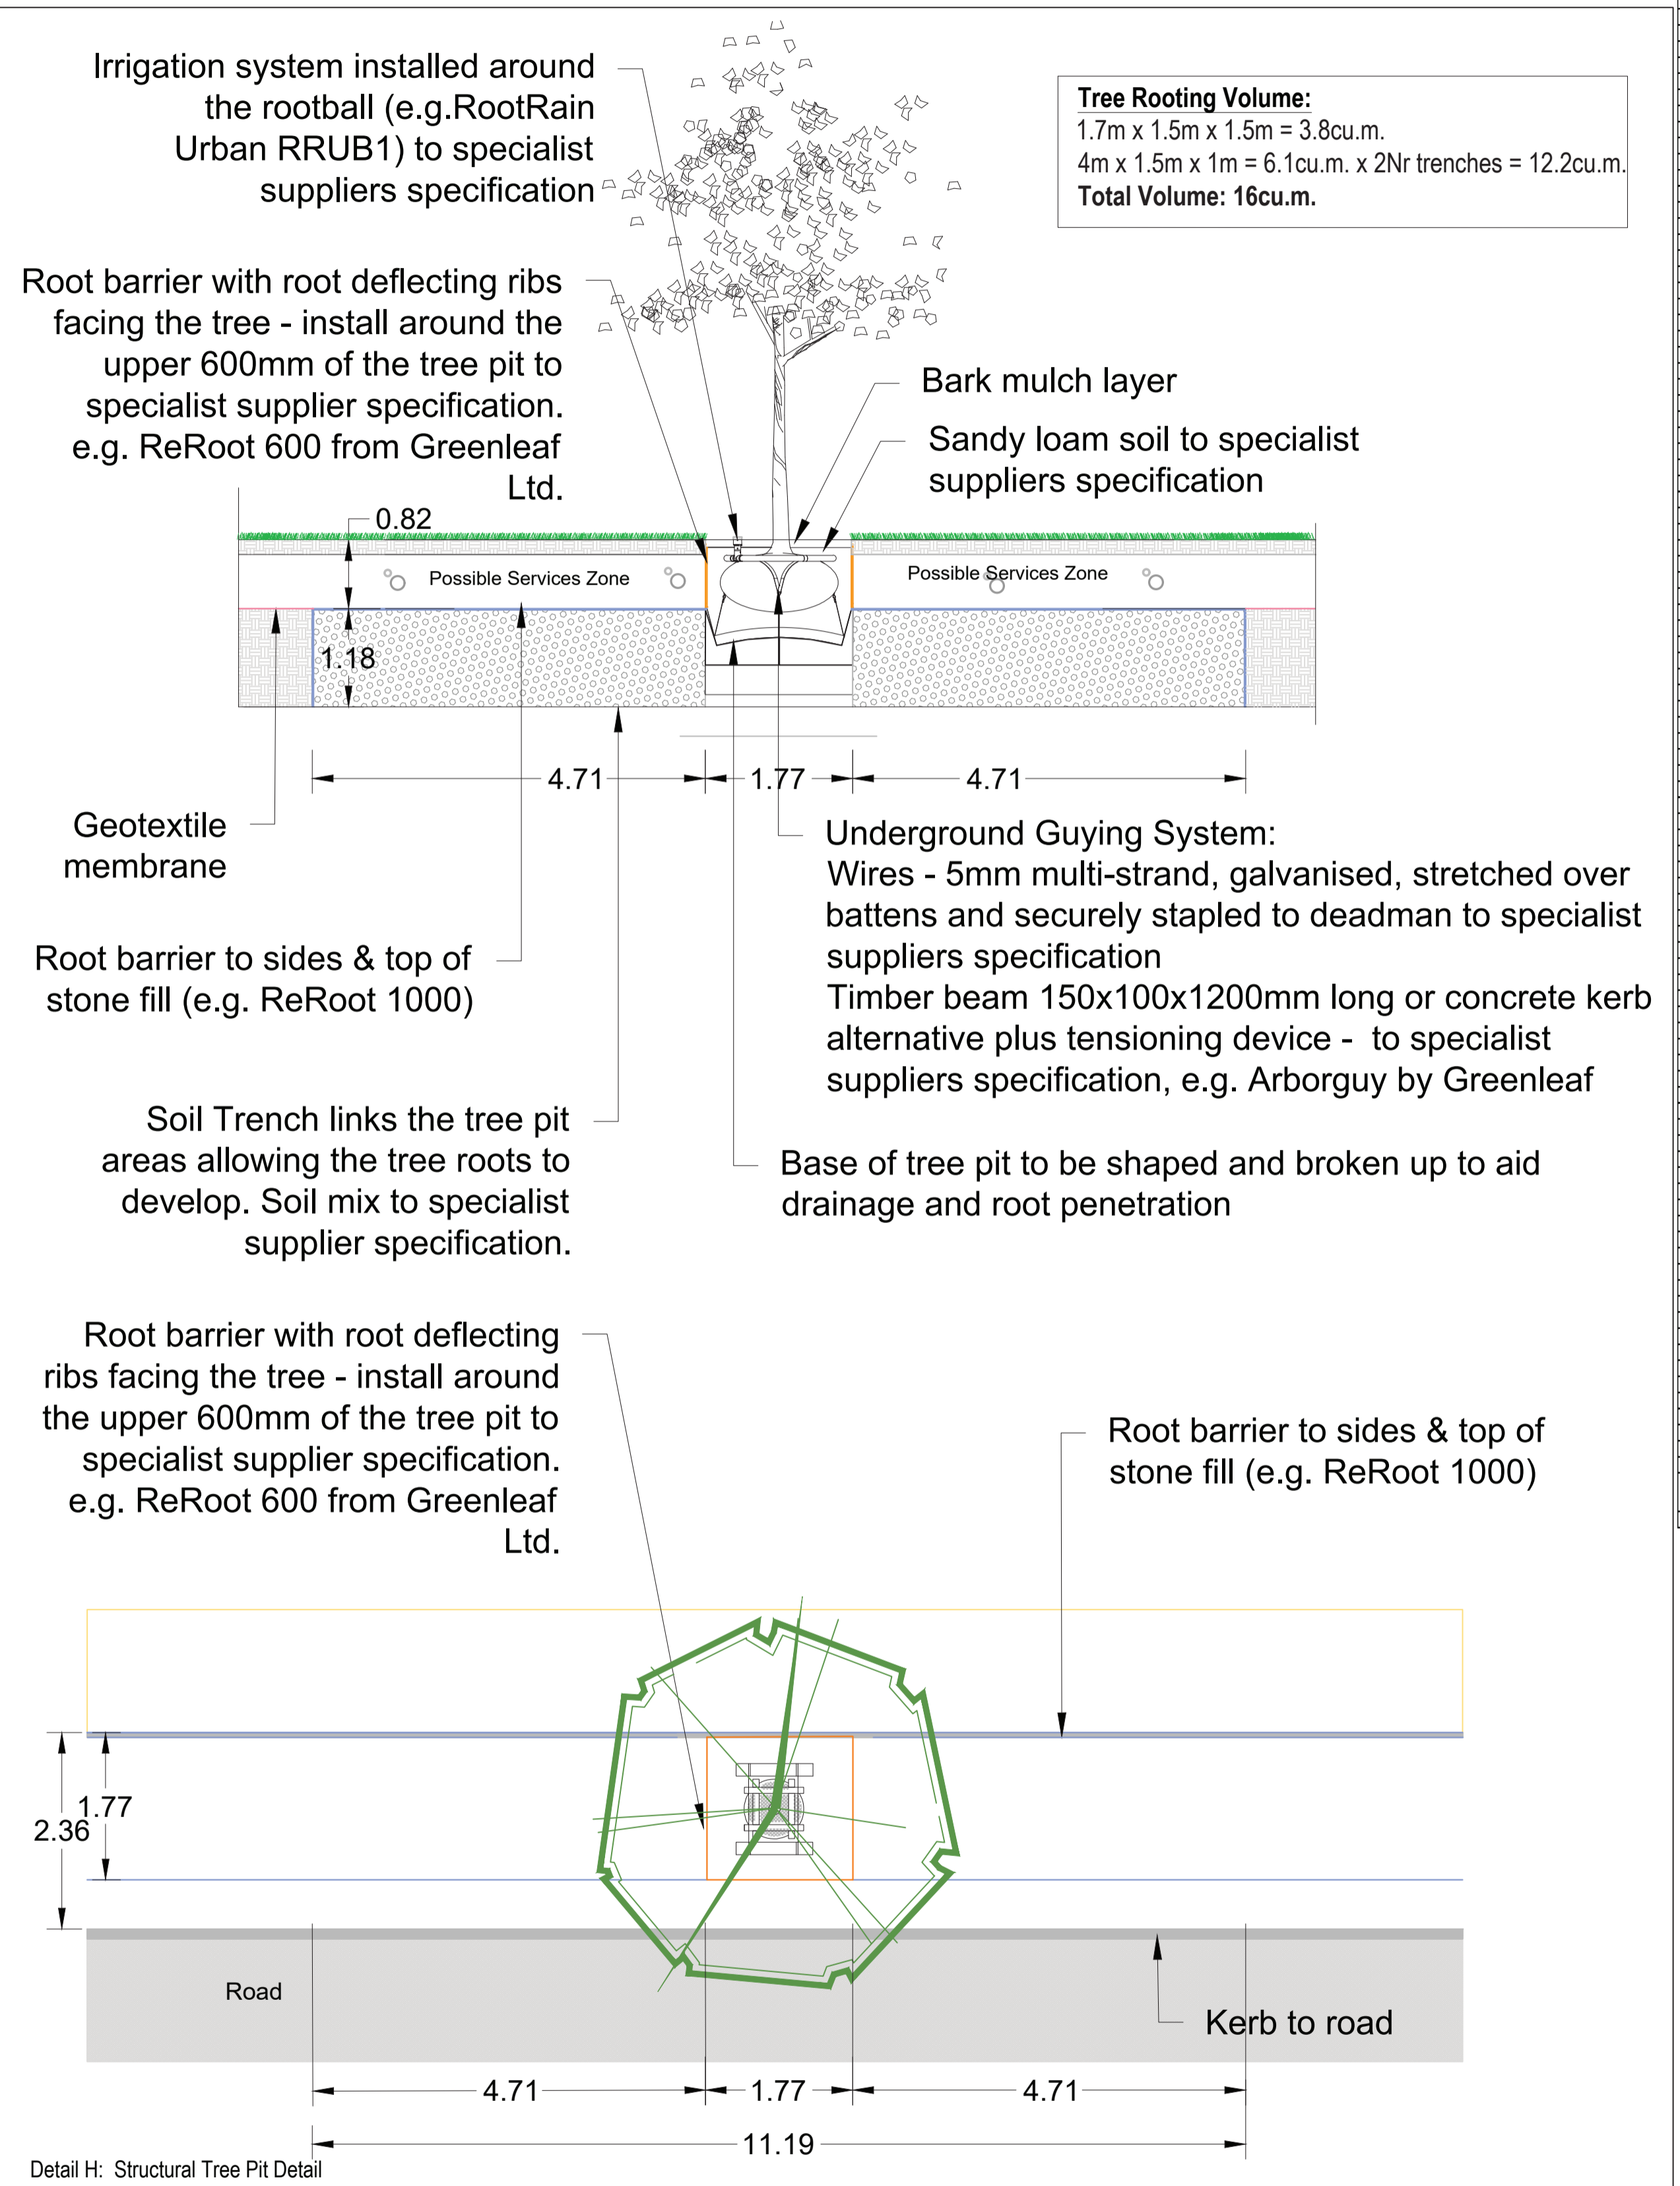 Irrigation system installed around
the rootball (e.g.RootRain
Urban RRUB1) to specialist
suppliers specification
Tree Rooting Volume:
1.7m x 1.5m x 1.5m = 3.8cu.m.
4m x 1.5m x 1m = 6.1cu.m. x 2Nr trenches = 12.2cu.m.
Total Volume: 16cu.m.
Root barrier with root deflecting ribs
facing the tree - install around the
upper 600mm of the tree pit to
specialist supplier specification.
e.g. ReRoot 600 from Greenleaf
Ltd.
Bark mulch layer
Sandy loam soil to specialist
suppliers specification
0.82
Possible Services Zone
Possible Services Zone
1.18
4.71
1.77
4.71
Geotextile
membrane
Root barrier to sides & top of
stone fill (e.g. ReRoot 1000)
Underground Guying System:
Wires - 5mm multi-strand, galvanised, stretched over
battens and securely stapled to deadman to specialist
suppliers specification
Timber beam 150x100x1200mm long or concrete kerb
alternative plus tensioning device - to specialist
suppliers specification, e.g. Arborguy by Greenleaf
Soil Trench links the tree pit
areas allowing the tree roots to
develop. Soil mix to specialist
supplier specification.
Base of tree pit to be shaped and broken up to aid
drainage and root penetration
Root barrier with root deflecting
ribs facing the tree - install around
the upper 600mm of the tree pit to
specialist supplier specification.
e.g. ReRoot 600 from Greenleaf
Ltd.
Root barrier to sides & top of
stone fill (e.g. ReRoot 1000)
1.77
2.36
Road
Kerb to road
4.71
1.77
4.71
11.19
Detail H: Structural Tree Pit Detail